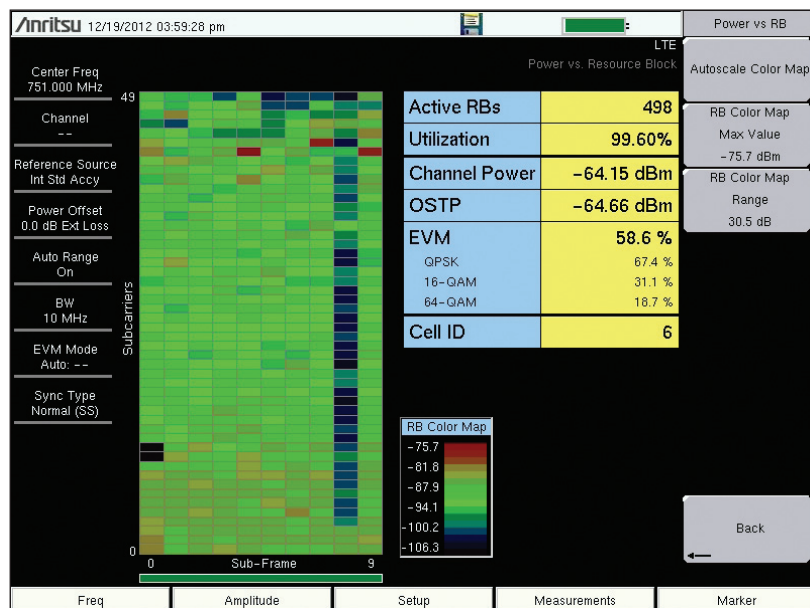 Anritsu 12/19/2012 03:59:28 pm
Power vs RB
LTE
Power vs. Resource Block
Center Freq
751.000 MHz
Channel
--
Reference Source
Int Std Accy
Power Offset
0.0 dB Ext Loss
Auto Range
On
BW
10 MHz
EVM Mode
Auto: --
Sync Type
Normal (SS)
49
Subcarriers
0
0 Sub-Frame 9
Active RBs 498
Utilization 99.60%
Channel Power -64.15 dBm
OSTP -64.66 dBm
EVM 58.6 %
QPSK 67.4 %
16-QAM 31.1 %
64-QAM 18.7 %
Cell ID 6
RB Color Map
-75.7
-81.8
-87.9
-94.1
-100.2
-106.3
Autoscale Color Map
RB Color Map
Max Value
-75.7 dBm
RB Color Map
Range
30.5 dB
Back
Freq Amplitude Setup Measurements Marker